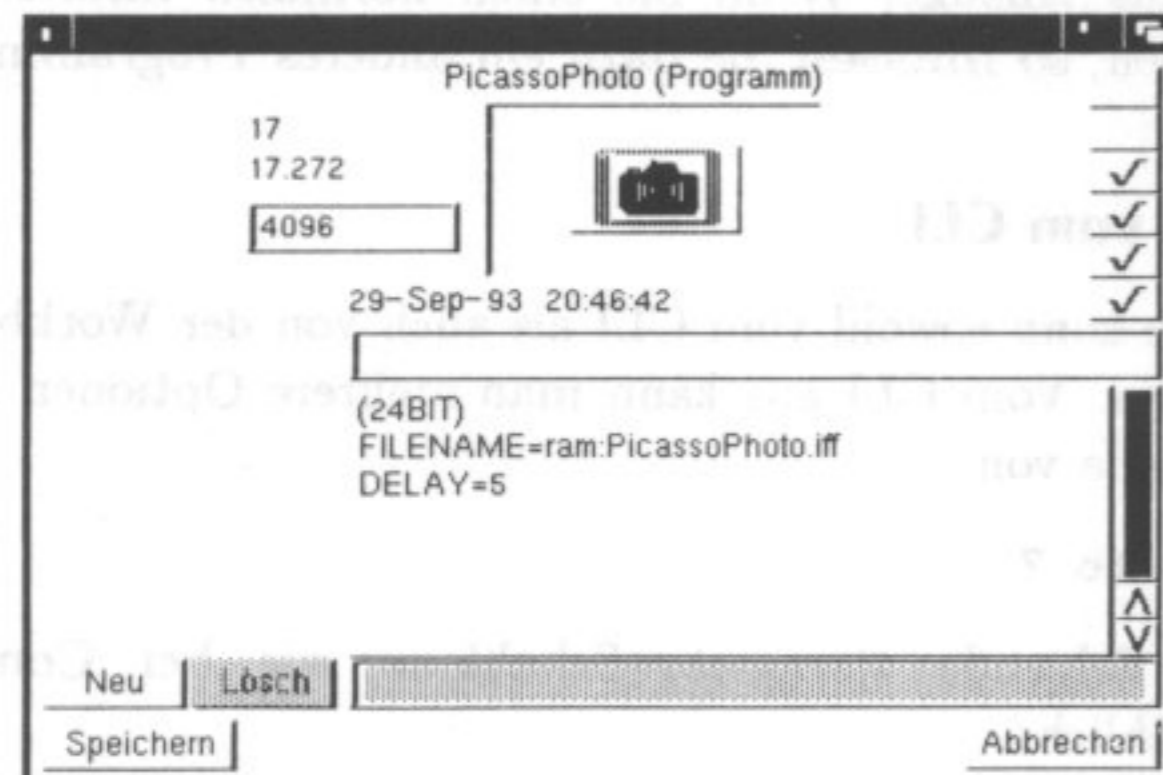 PicassoPhoto (Programm)
17
17.272
4096
29-Sep-93 20:46:42
(24BIT)
FILENAME=ram:PicassoPhoto.iff
DELAY=5
Neu
Lösch
Speichern
Abbrechen